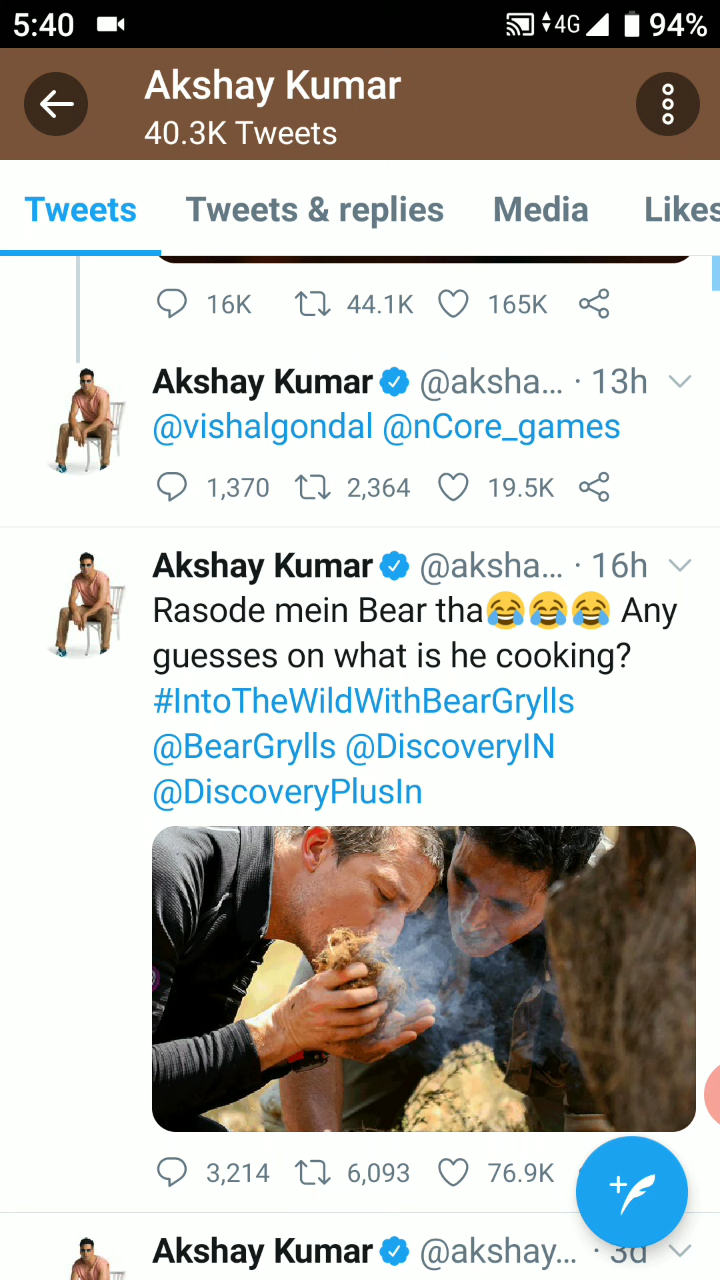 5:40 4G 94%
Akshay Kumar
40.3K Tweets
Tweets Tweets & replies Media Likes
16K 44.1K 165K
Akshay Kumar @aksha... · 13h
@vishalgondal @nCore_games
1,370 2,364 19.5K
Akshay Kumar @aksha... · 16h
Rasode mein Bear tha😂😂😂 Any
guesses on what is he cooking?
#IntoTheWildWithBearGrylls
@BearGrylls @DiscoveryIN
@DiscoveryPlusIn
3,214 6,093 76.9K
Akshay Kumar @akshay... · 3d